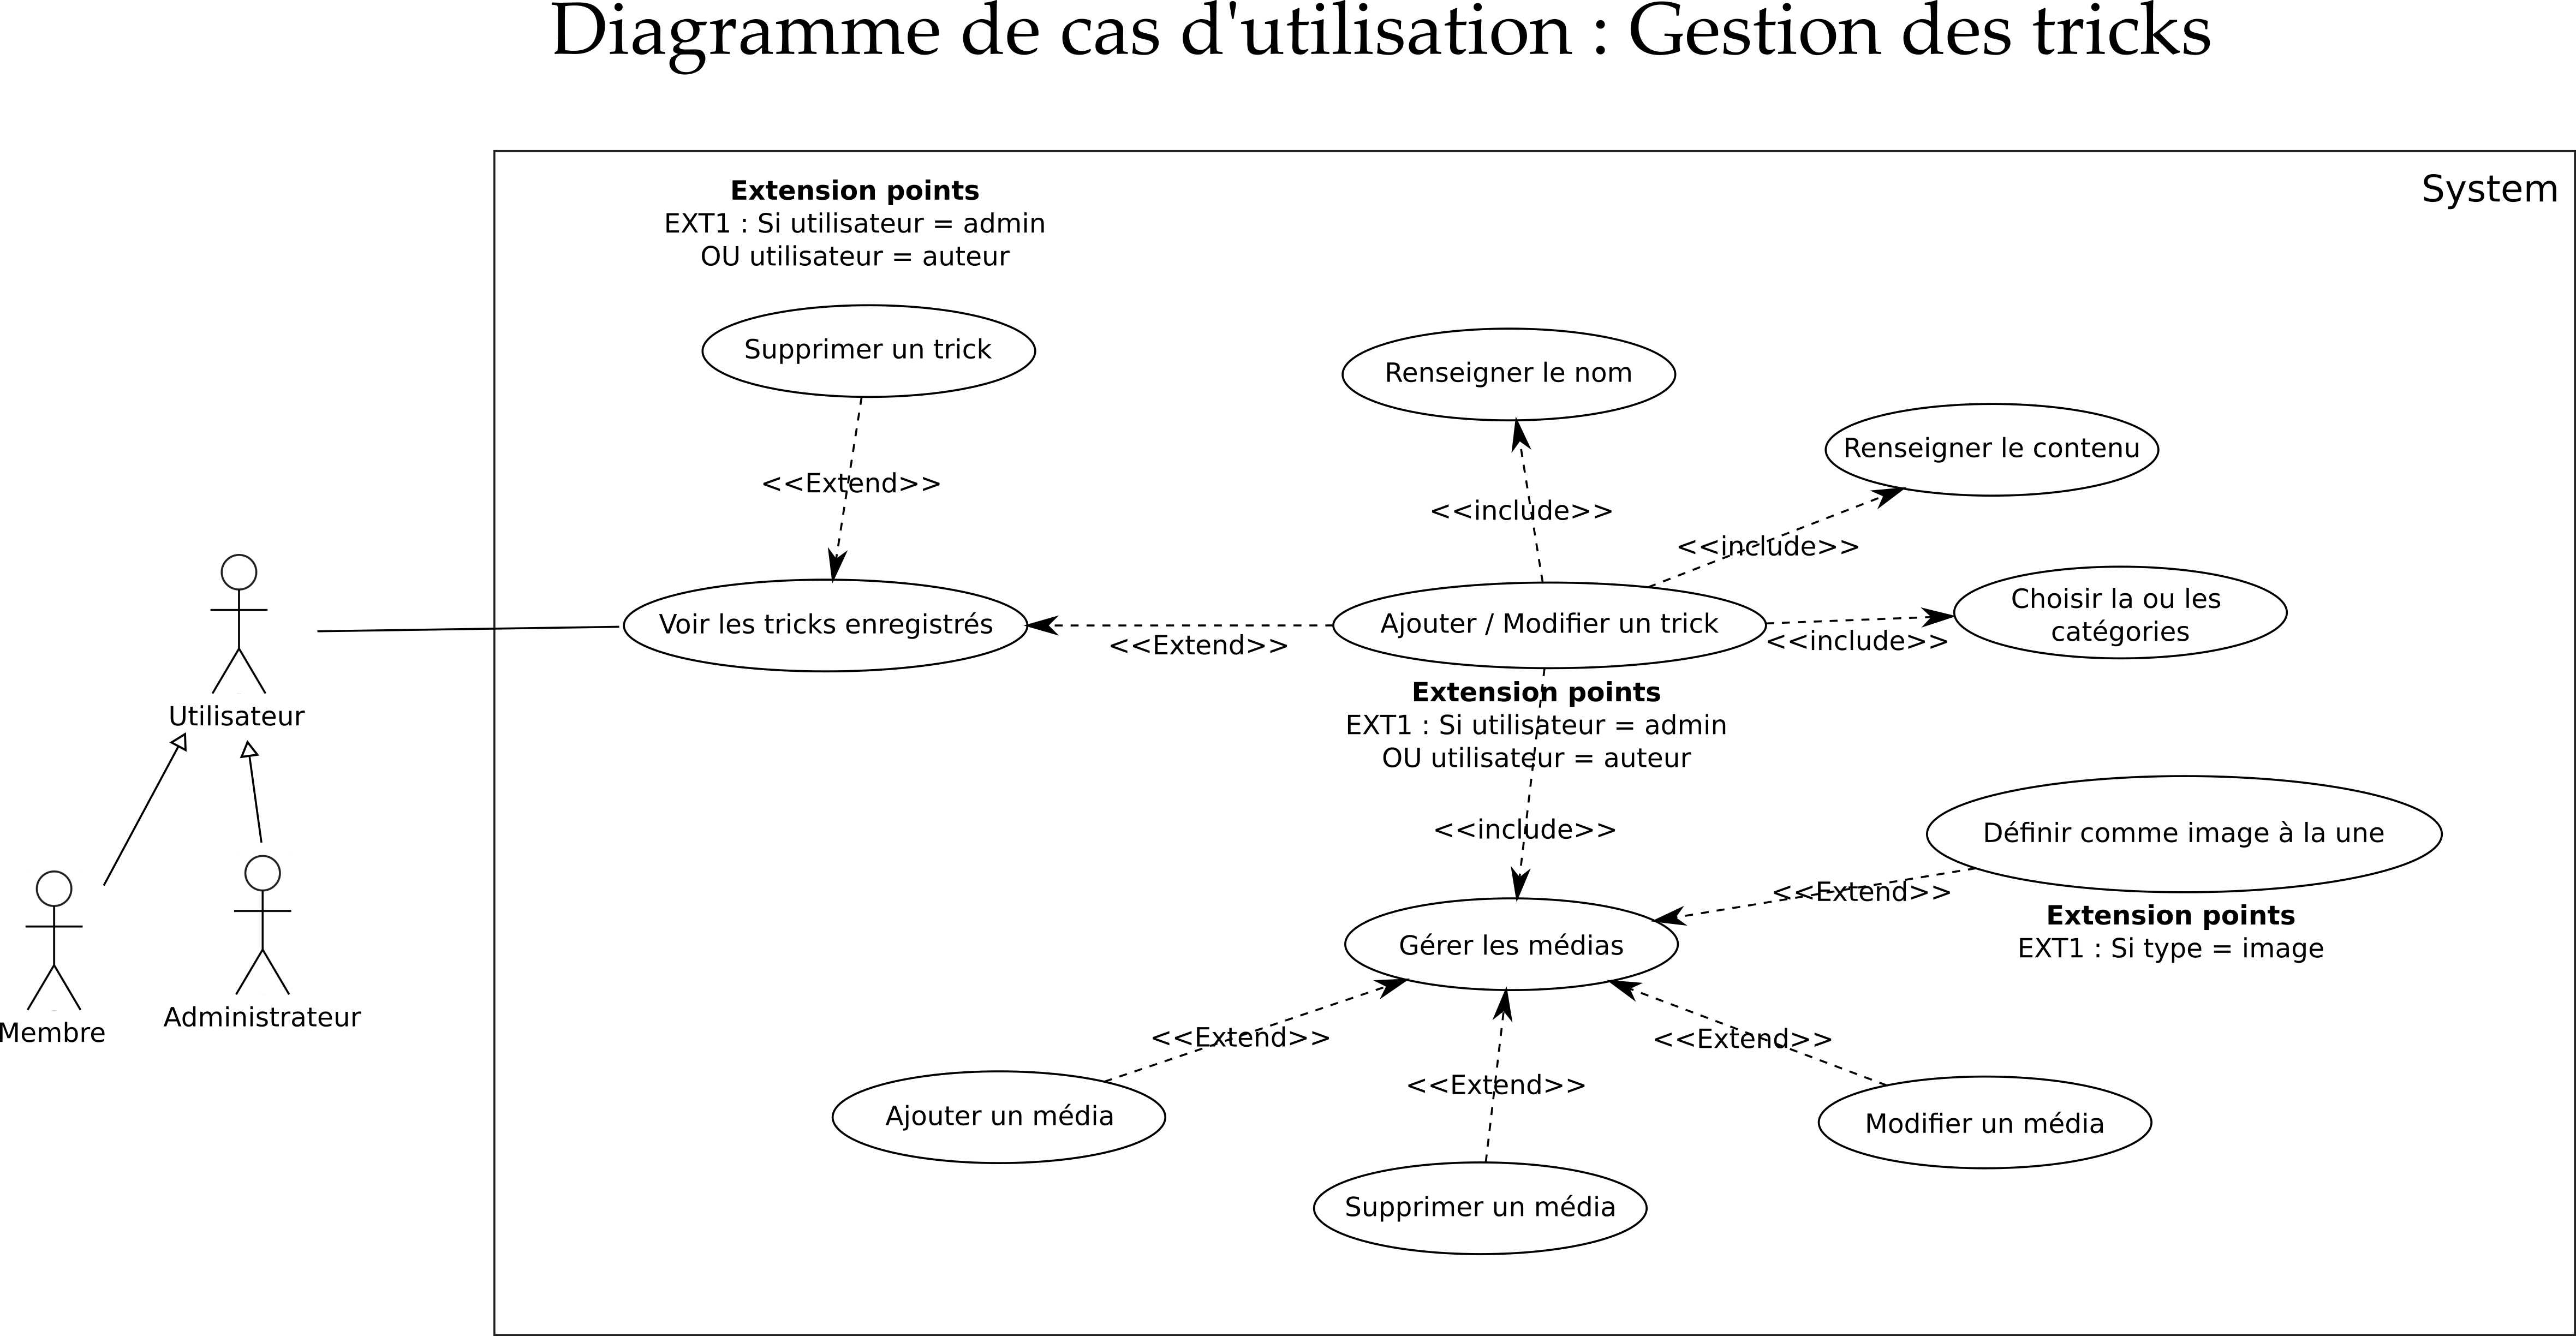 Diagramme de cas d'utilisation : Gestion des tricks
System
Extension points
EXT1 : Si utilisateur = admin
OU utilisateur = auteur
Supprimer un trick
Renseigner le nom
Renseigner le contenu
<<Extend>>
<<include>>
<<include>>
Voir les tricks enregistrés
<<Extend>>
Ajouter / Modifier un trick
<<include>>
Choisir la ou les
catégories
Utilisateur
Extension points
EXT1 : Si utilisateur = admin
OU utilisateur = auteur
<<include>>
Définir comme image à la une
<<Extend>>
Extension points
EXT1 : Si type = image
Gérer les médias
Membre
Administrateur
<<Extend>>
<<Extend>>
<<Extend>>
Ajouter un média
Modifier un média
Supprimer un média